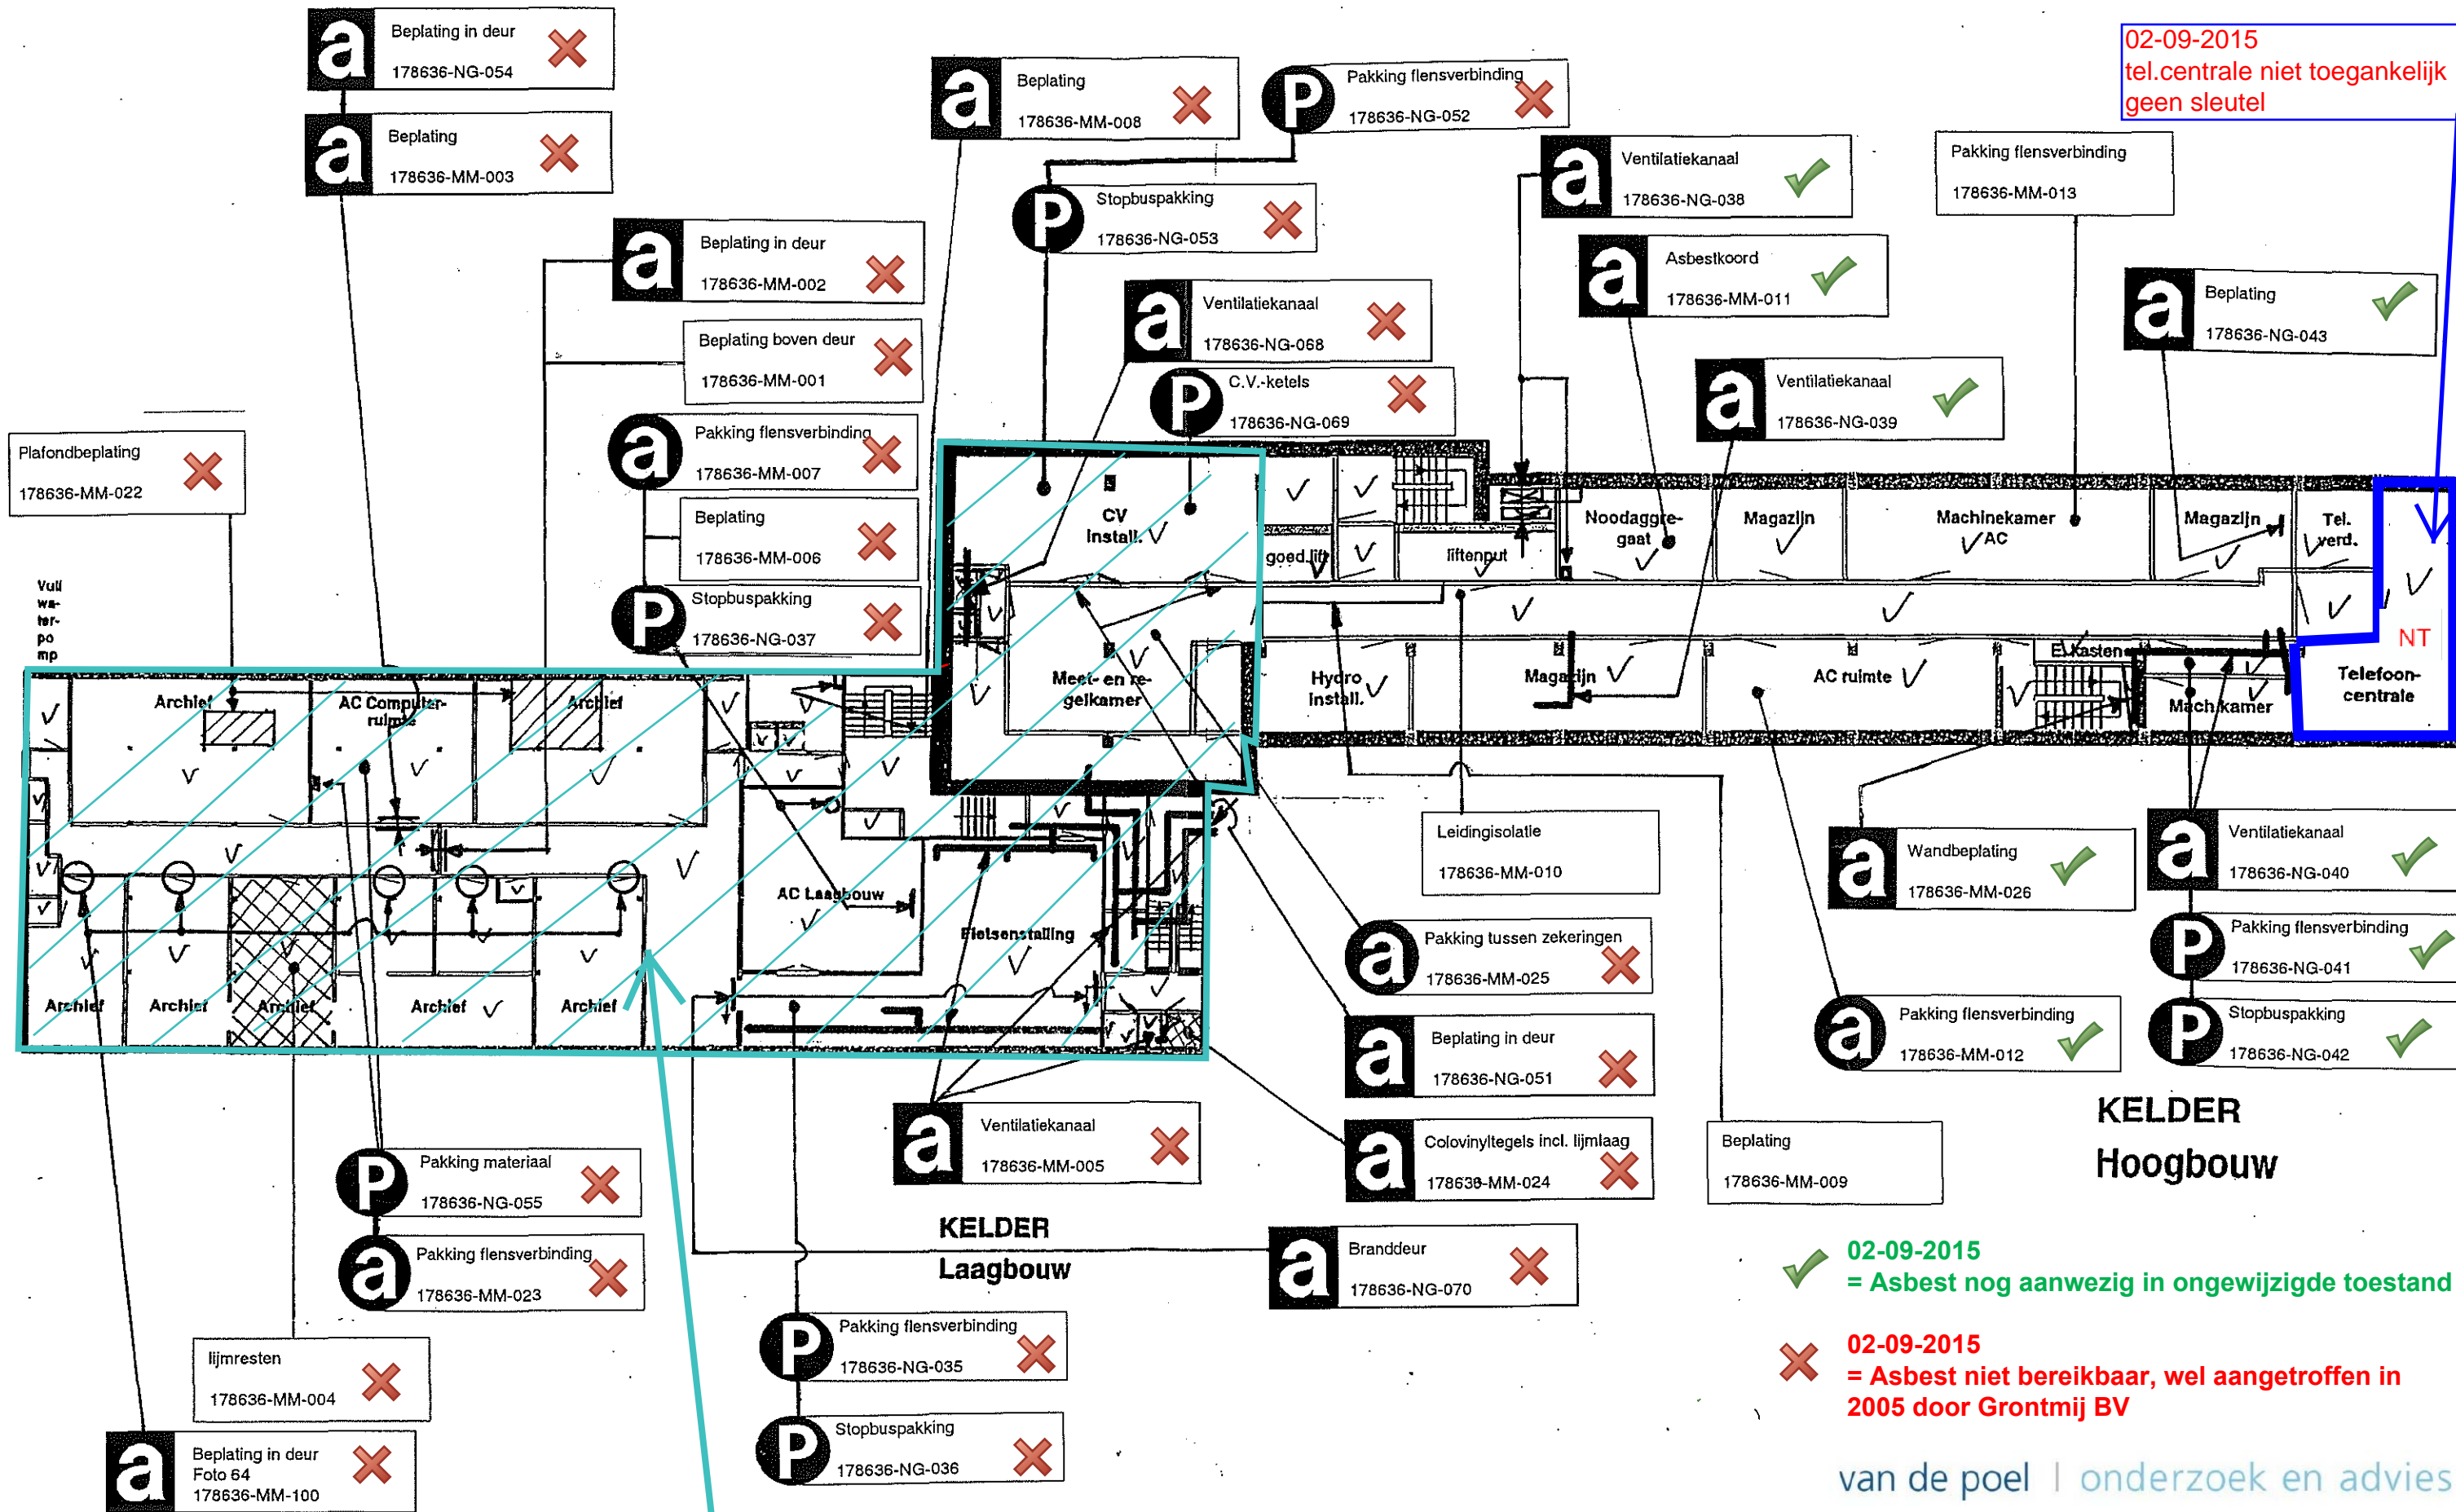 Beplating in deur
178636-NG-054
Beplating
178636-MM-003
Beplating
178636-MM-008
Pakking flensverbinding
178636-NG-052
02-09-2015
tel.centrale niet toegankelijk
geen sleutel
Stopbuspakking
178636-NG-053
Ventilatiekanaal
178636-NG-038
Pakking flensverbinding
178636-MM-013
Beplating in deur
178636-MM-002
Asbestkoord
178636-MM-011
Beplating
178636-NG-043
Ventilatiekanaal
178636-NG-068
Beplating boven deur
178636-MM-001
C.V.-ketels
178636-NG-069
Ventilatiekanaal
178636-NG-039
Plafondbeplating
178636-MM-022
Pakking flensverbinding
178636-MM-007
Beplating
178636-MM-006
Stopbuspakking
178636-NG-037
Vuil
wa-
ter-
po
mp
CV
Install.
goed.lift
liftenput
Noodaggre-
gaat
Magazijn
Machinekamer
AC
Magazijn
Tel.
verd.
NT
Telefoon-
centrale
Archief
AC Computer-
ruimte
Archief
Meet- en re-
gelkamer
Hydro
Install.
Magazijn
AC ruimte
E.Kasten
Mach.kamer
AC Laagbouw
Fietsenstalling
Archief
Archief
Archief
Archief
Archief
Leidingisolatie
178636-MM-010
Wandbeplating
178636-MM-026
Ventilatiekanaal
178636-NG-040
Pakking tussen zekeringen
178636-MM-025
Pakking flensverbinding
178636-NG-041
Beplating in deur
178636-NG-051
Pakking flensverbinding
178636-MM-012
Stopbuspakking
178636-NG-042
Ventilatiekanaal
178636-MM-005
Colovinyltegels incl. lijmlaag
178636-MM-024
Beplating
178636-MM-009
KELDER
Hoogbouw
Pakking materiaal
178636-NG-055
Pakking flensverbinding
178636-MM-023
KELDER
Laagbouw
Branddeur
178636-NG-070
02-09-2015
= Asbest nog aanwezig in ongewijzigde toestand
lijmresten
178636-MM-004
Pakking flensverbinding
178636-NG-035
02-09-2015
= Asbest niet bereikbaar, wel aangetroffen in
2005 door Grontmij BV
Beplating in deur
Foto 64
178636-MM-100
Stopbuspakking
178636-NG-036
van de poel | onderzoek en advies